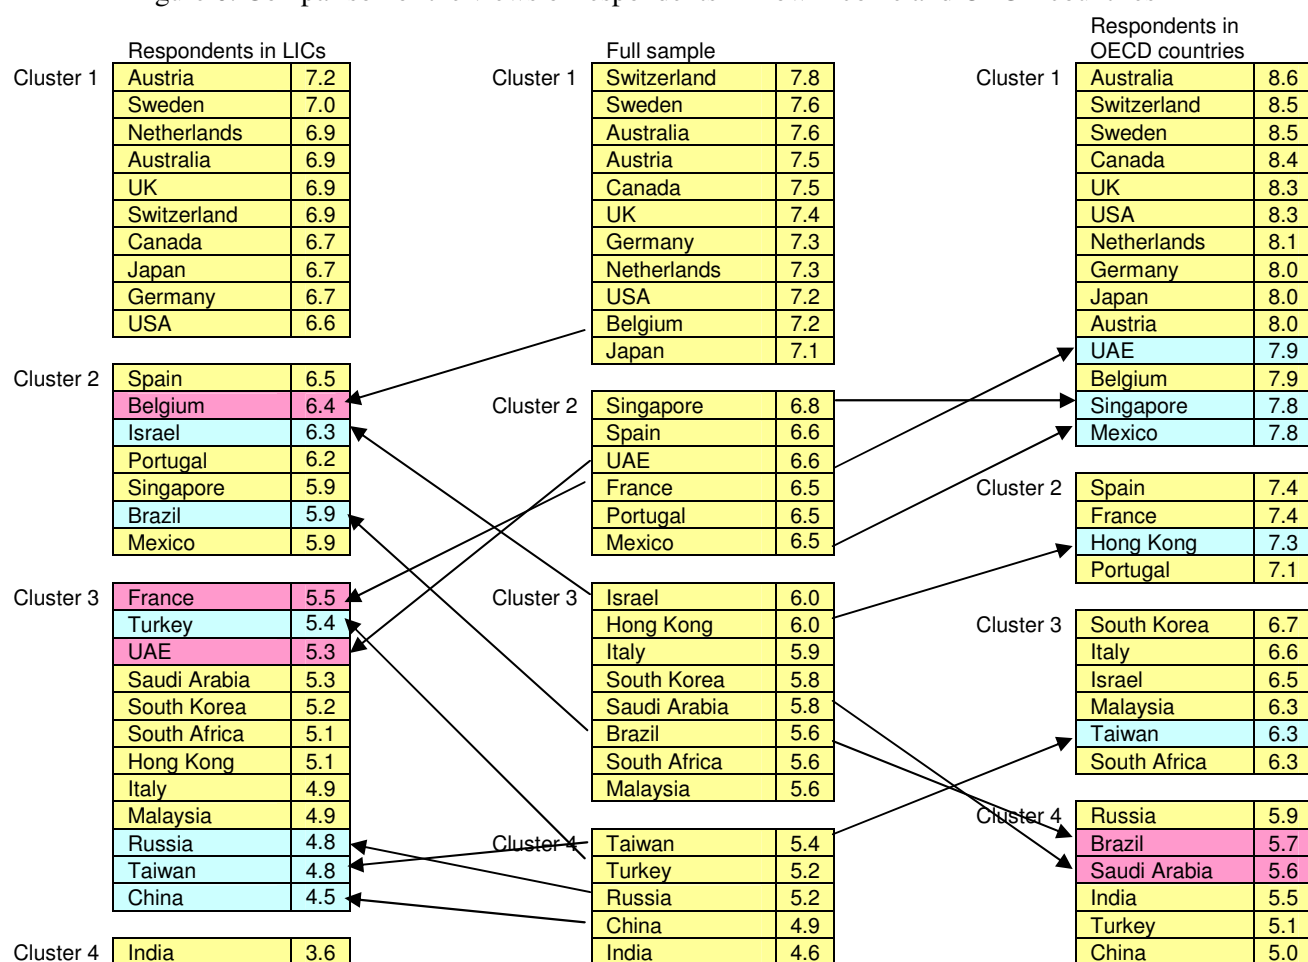 Respondents in LICs
Cluster 1
Austria 7.2
Sweden 7.0
Netherlands 6.9
Australia 6.9
UK 6.9
Switzerland 6.9
Canada 6.7
Japan 6.7
Germany 6.7
USA 6.6
Cluster 2
Spain 6.5
Belgium 6.4
Israel 6.3
Portugal 6.2
Singapore 5.9
Brazil 5.9
Mexico 5.9
Cluster 3
France 5.5
Turkey 5.4
UAE 5.3
Saudi Arabia 5.3
South Korea 5.2
South Africa 5.1
Hong Kong 5.1
Italy 4.9
Malaysia 4.9
Russia 4.8
Taiwan 4.8
China 4.5
Cluster 4
India 3.6
Full sample
Cluster 1
Switzerland 7.8
Sweden 7.6
Australia 7.6
Austria 7.5
Canada 7.5
UK 7.4
Germany 7.3
Netherlands 7.3
USA 7.2
Belgium 7.2
Japan 7.1
Cluster 2
Singapore 6.8
Spain 6.6
UAE 6.6
France 6.5
Portugal 6.5
Mexico 6.5
Cluster 3
Israel 6.0
Hong Kong 6.0
Italy 5.9
South Korea 5.8
Saudi Arabia 5.8
Brazil 5.6
South Africa 5.6
Malaysia 5.6
Cluster 4
Taiwan 5.4
Turkey 5.2
Russia 5.2
China 4.9
India 4.6
Respondents in
OECD countries
Cluster 1
Australia 8.6
Switzerland 8.5
Sweden 8.5
Canada 8.4
UK 8.3
USA 8.3
Netherlands 8.1
Germany 8.0
Japan 8.0
Austria 8.0
UAE 7.9
Belgium 7.9
Singapore 7.8
Mexico 7.8
Cluster 2
Spain 7.4
France 7.4
Hong Kong 7.3
Portugal 7.1
Cluster 3
South Korea 6.7
Italy 6.6
Israel 6.5
Malaysia 6.3
Taiwan 6.3
South Africa 6.3
Cluster 4
Russia 5.9
Brazil 5.7
Saudi Arabia 5.6
India 5.5
Turkey 5.1
China 5.0